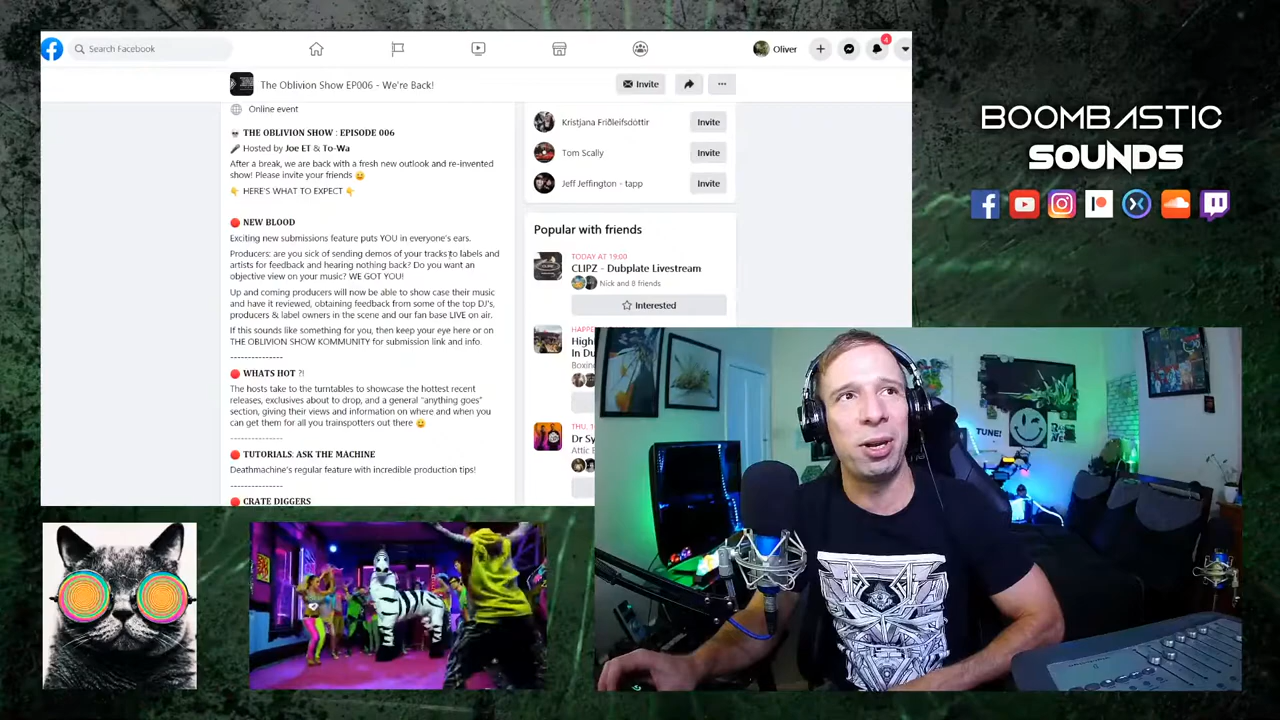 Search Facebook
Oliver
4
The Oblivion Show EP006 - We're Back!
Invite
Online event
THE OBLIVION SHOW : EPISODE 006
Hosted by Joe ET & To-Wa
After a break, we are back with a fresh new outlook and re-invented
show! Please invite your friends
HERE'S WHAT TO EXPECT
NEW BLOOD
Exciting new submissions feature puts YOU in everyone's ears.
Producers: are you sick of sending demos of your tracks to labels and
artists for feedback and hearing nothing back? Do you want an
objective view on your music? WE GOT YOU!
Up and coming producers will now be able to show case their music
and have it reviewed, obtaining feedback from some of the top DJ's,
producers & label owners in the scene and our fan base LIVE on air.
If this sounds like something for you, then keep your eye here or on
THE OBLIVION SHOW KOMMUNITY for submission link and info.
---------------
WHATS HOT ?!
The hosts take to the turntables to showcase the hottest recent
releases, exclusives about to drop, and a general "anything goes"
section, giving their views and information on where and when you
can get them for all you trainspotters out there
---------------
TUTORIALS: ASK THE MACHINE
Deathmachine's regular feature with incredible production tips!
---------------
CRATE DIGGERS
Kristjana Friðleifsdóttir
Invite
Tom Scally
Invite
Jeff Jeffington - tapp
Invite
Popular with friends
TODAY AT 19:00
CLIPZ - Dubplate Livestream
Nick and 8 friends
Interested
HAPPE
High
In Du
Boxin
THU, 1
Dr Sy
Attic
BOOMBASTIC
SOUNDS
TUNE!